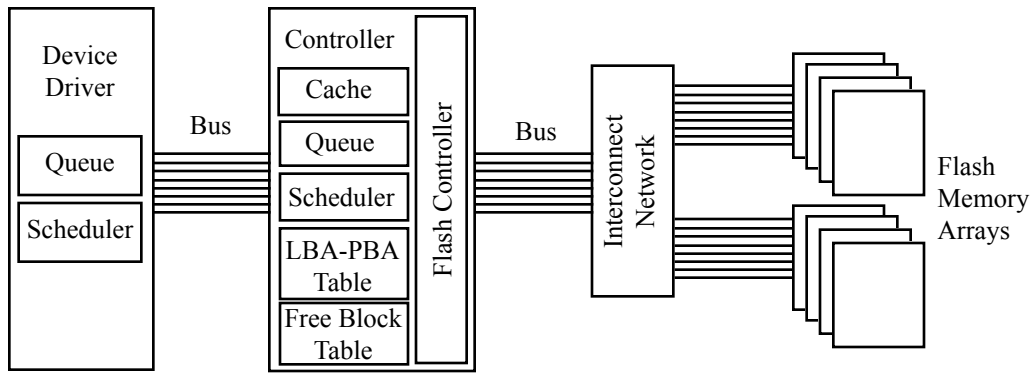 Device
Driver
Queue
Scheduler
Bus
Controller
Cache
Queue
Scheduler
LBA-PBA
Table
Free Block
Table
Flash Controller
Bus
Interconnect
Network
Flash
Memory
Arrays